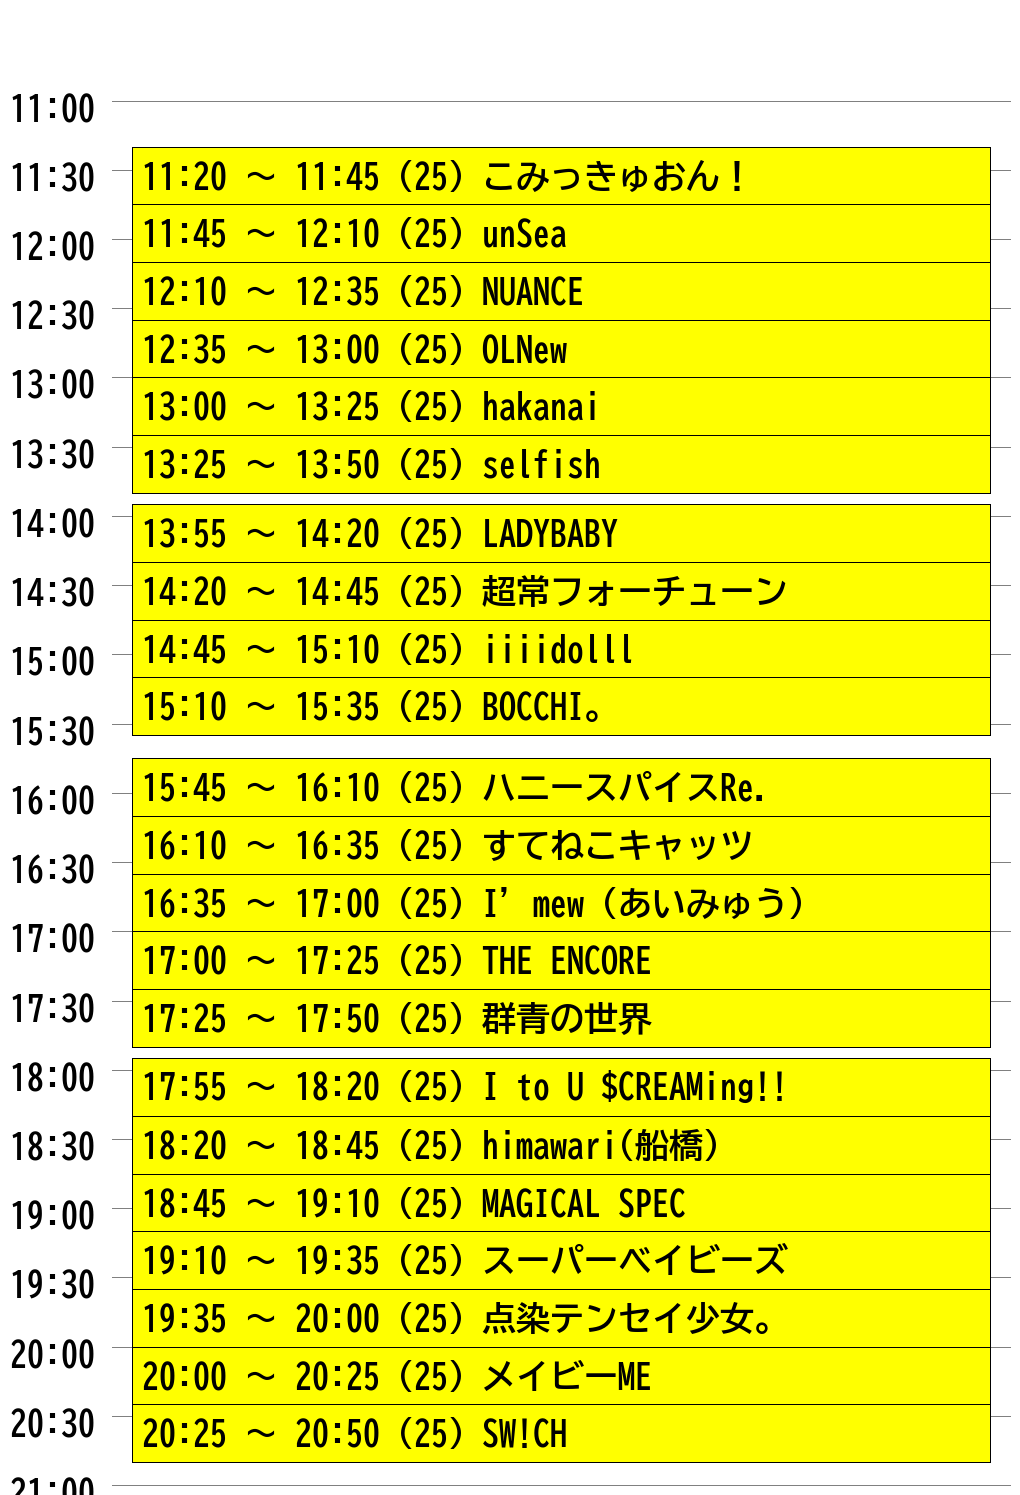 11:00
11:30
11:20 ～ 11:45 (25) こみっきゅおん！
12:00
11:45 ～ 12:10 (25) unSea
12:10 ～ 12:35 (25) NUANCE
12:30
12:35 ～ 13:00 (25) OLNew
13:00
13:00 ～ 13:25 (25) hakanai
13:30
13:25 ～ 13:50 (25) selfish
14:00
13:55 ～ 14:20 (25) LADYBABY
14:30
14:20 ～ 14:45 (25) 超常フォーチューン
15:00
14:45 ～ 15:10 (25) iiiidolll
15:10 ～ 15:35 (25) BOCCHI。
15:30
16:00
15:45 ～ 16:10 (25) ハニースパイスRe.
16:10 ～ 16:35 (25) すてねこキャッツ
16:30
16:35 ～ 17:00 (25) I’mew（あいみゅう）
17:00
17:00 ～ 17:25 (25) THE ENCORE
17:30
17:25 ～ 17:50 (25) 群青の世界
18:00
17:55 ～ 18:20 (25) I to U $CREAMing!!
18:30
18:20 ～ 18:45 (25) himawari(船橋)
19:00
18:45 ～ 19:10 (25) MAGICAL SPEC
19:10 ～ 19:35 (25) スーパーベイビーズ
19:30
19:35 ～ 20:00 (25) 点染テンセイ少女。
20:00
20:00 ～ 20:25 (25) メイビーME
20:30
20:25 ～ 20:50 (25) SW!CH
21:00